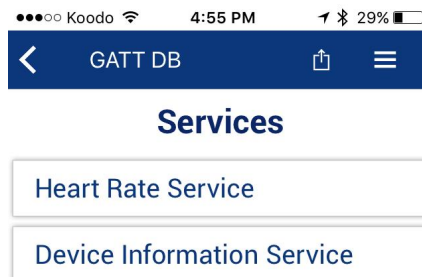 Koodo 4:55 PM 29%
GATT DB
Services
Heart Rate Service
Device Information Service